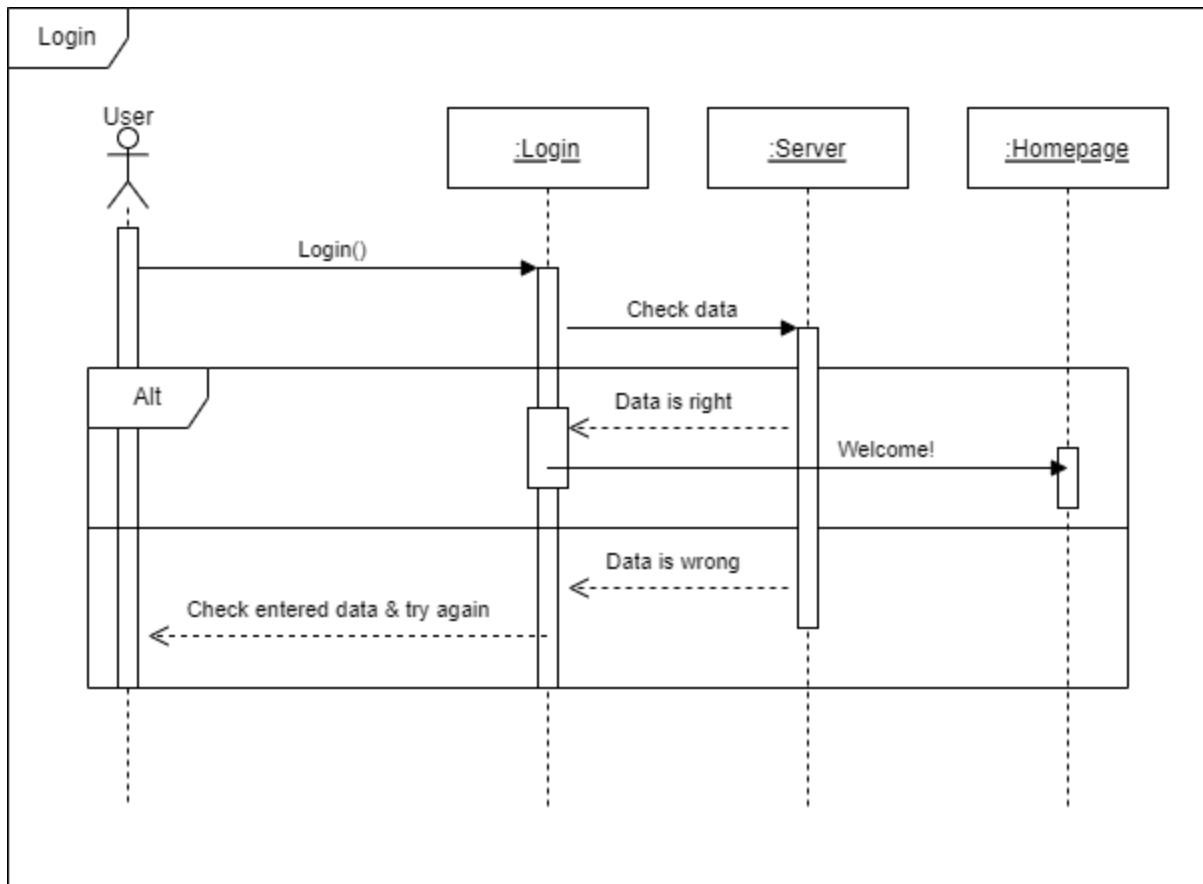 Login
User
:Login
:Server
:Homepage
Login()
Check data
Alt
Data is right
Welcome!
Data is wrong
Check entered data & try again